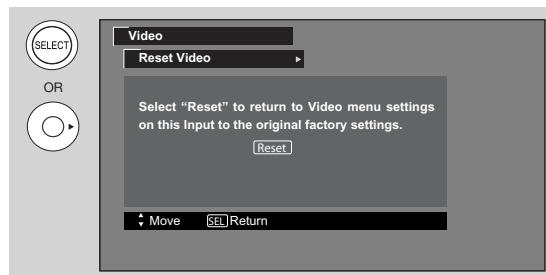 SELECT
OR
Video
Reset Video
Select “Reset” to return to Video menu settings
on this Input to the original factory settings.
Reset
Move SEL Return